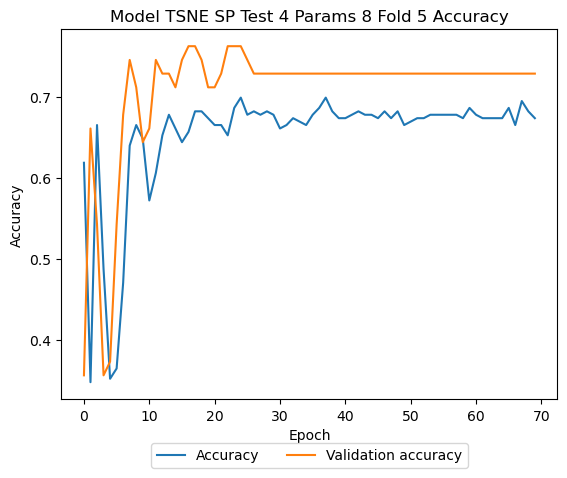 Model TSNE SP Test 4 Params 8 Fold 5 Accuracy
Accuracy
0.7
0.6
0.5
0.4
0 10 20 30 40 50 60 70
Epoch
Accuracy Validation accuracy